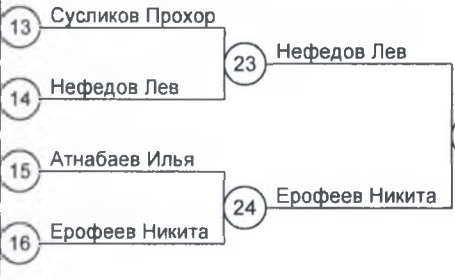 13 Сусликов Прохор
23 Нефедов Лев
14 Нефедов Лев
15 Атнабаев Илья
24 Ерофеев Никита
16 Ерофеев Никита